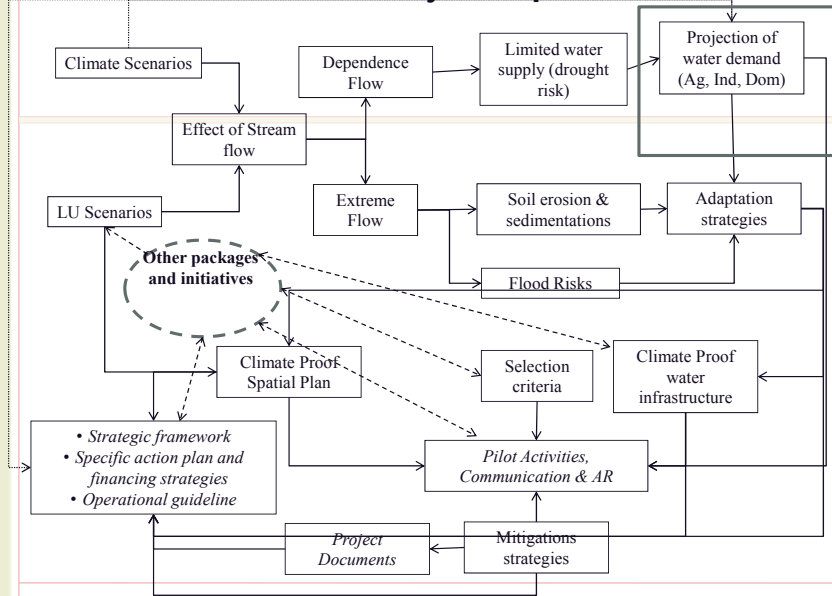 Climate Scenarios
Dependence
Flow
Limited water
supply (drought
risk)
Projection of
water demand
(Ag, Ind, Dom)
Effect of Stream
flow
LU Scenarios
Extreme
Flow
Soil erosion &
sedimentations
Adaptation
strategies
Other packages
and initiatives
Flood Risks
Climate Proof
Spatial Plan
Selection
criteria
Climate Proof
water
infrastructure
• Strategic framework
• Specific action plan and
financing strategies
• Operational guideline
Pilot Activities,
Communication & AR
Project
Documents
Mitigations
strategies